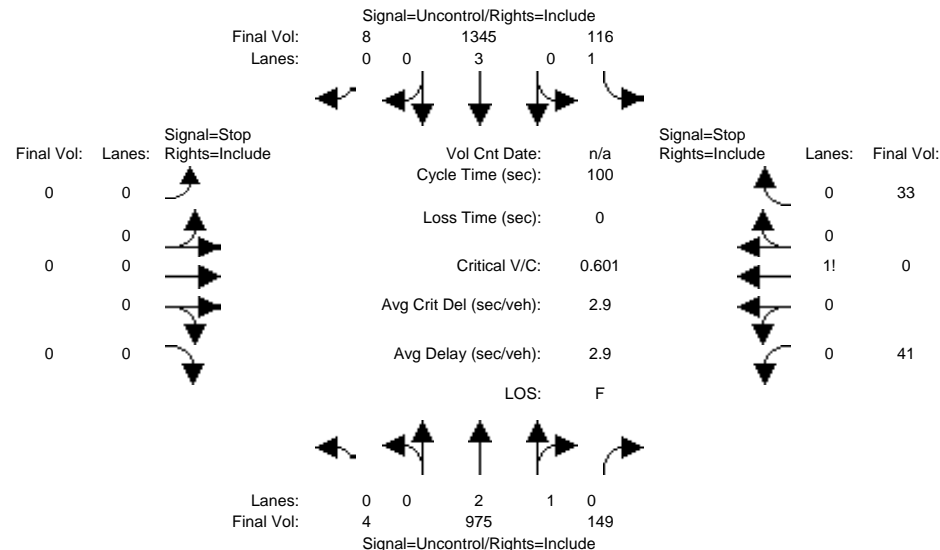 Signal=Uncontrol/Rights=Include
Final Vol: 8 1345 116
Lanes: 0 0 3 0 1
Signal=Stop Signal=Stop
Final Vol: Lanes: Rights=Include Vol Cnt Date: n/a Rights=Include Lanes: Final Vol:
Cycle Time (sec): 100
0 0 0 33
Loss Time (sec): 0
0 0
0 0 Critical V/C: 0.601 1! 0
0 Avg Crit Del (sec/veh): 2.9 0
0 0 Avg Delay (sec/veh): 2.9 0 41
LOS: F
Lanes: 0 0 2 1 0
Final Vol: 4 975 149
Signal=Uncontrol/Rights=Include